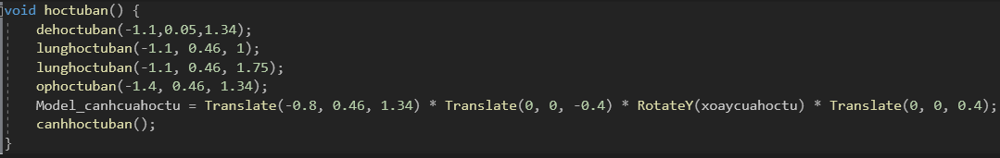 void hoctuban() {
    dehoctuban(-1.1,0.05,1.34);
    lunghoctuban(-1.1, 0.46, 1);
    lunghoctuban(-1.1, 0.46, 1.75);
    ophoctuban(-1.4, 0.46, 1.34);
    Model_canhcuahoctu = Translate(-0.8, 0.46, 1.34) * Translate(0, 0, -0.4) * RotateY(xoaycuahoctu) * Translate(0, 0, 0.4);
    canhhoctuban();
}